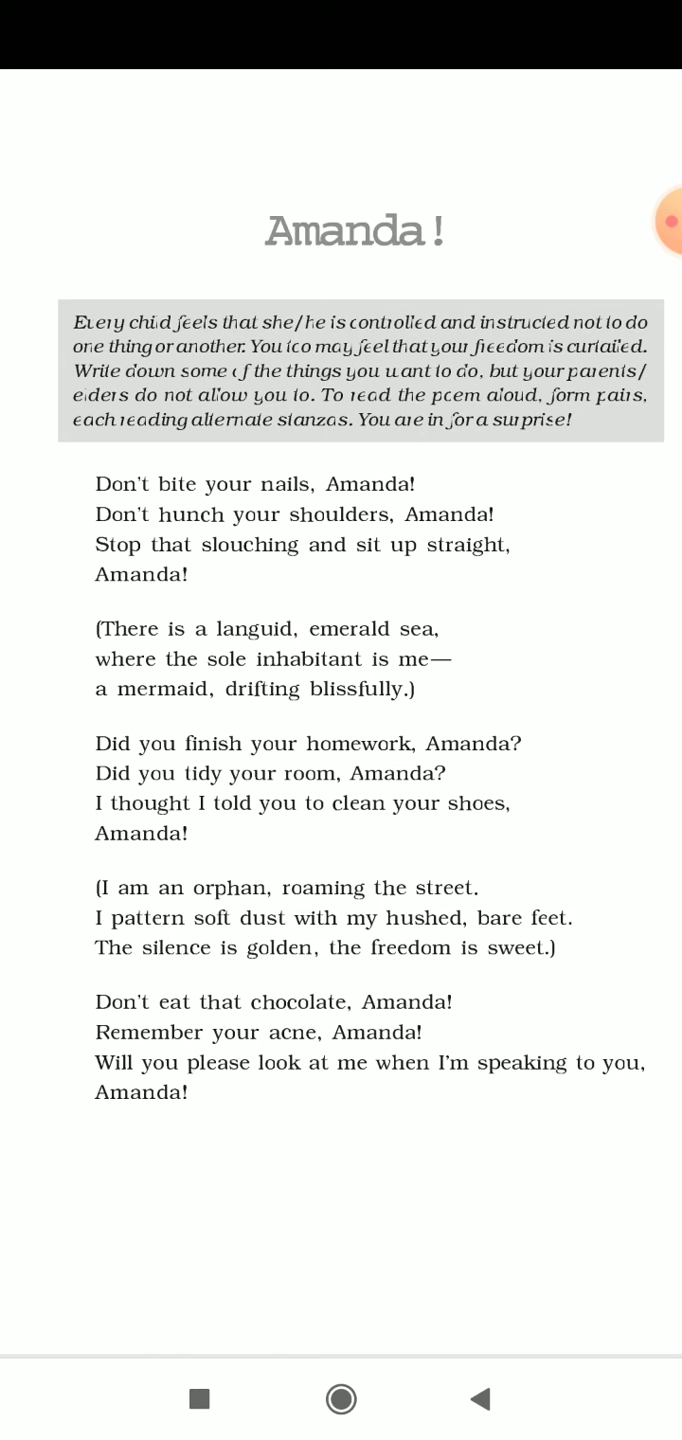 Amanda!
Every child feels that she/he is controlled and instructed not to do
one thing or another. You too may feel that your freedom is curtailed.
Write down some of the things you want to do, but your parents/
elders do not allow you to. To read the poem aloud, form pairs,
each reading alternate stanzas. You are in for a surprise!
Don't bite your nails, Amanda!
Don't hunch your shoulders, Amanda!
Stop that slouching and sit up straight,
Amanda!
(There is a languid, emerald sea,
where the sole inhabitant is me—
a mermaid, drifting blissfully.)
Did you finish your homework, Amanda?
Did you tidy your room, Amanda?
I thought I told you to clean your shoes,
Amanda!
(I am an orphan, roaming the street.
I pattern soft dust with my hushed, bare feet.
The silence is golden, the freedom is sweet.)
Don't eat that chocolate, Amanda!
Remember your acne, Amanda!
Will you please look at me when I'm speaking to you,
Amanda!